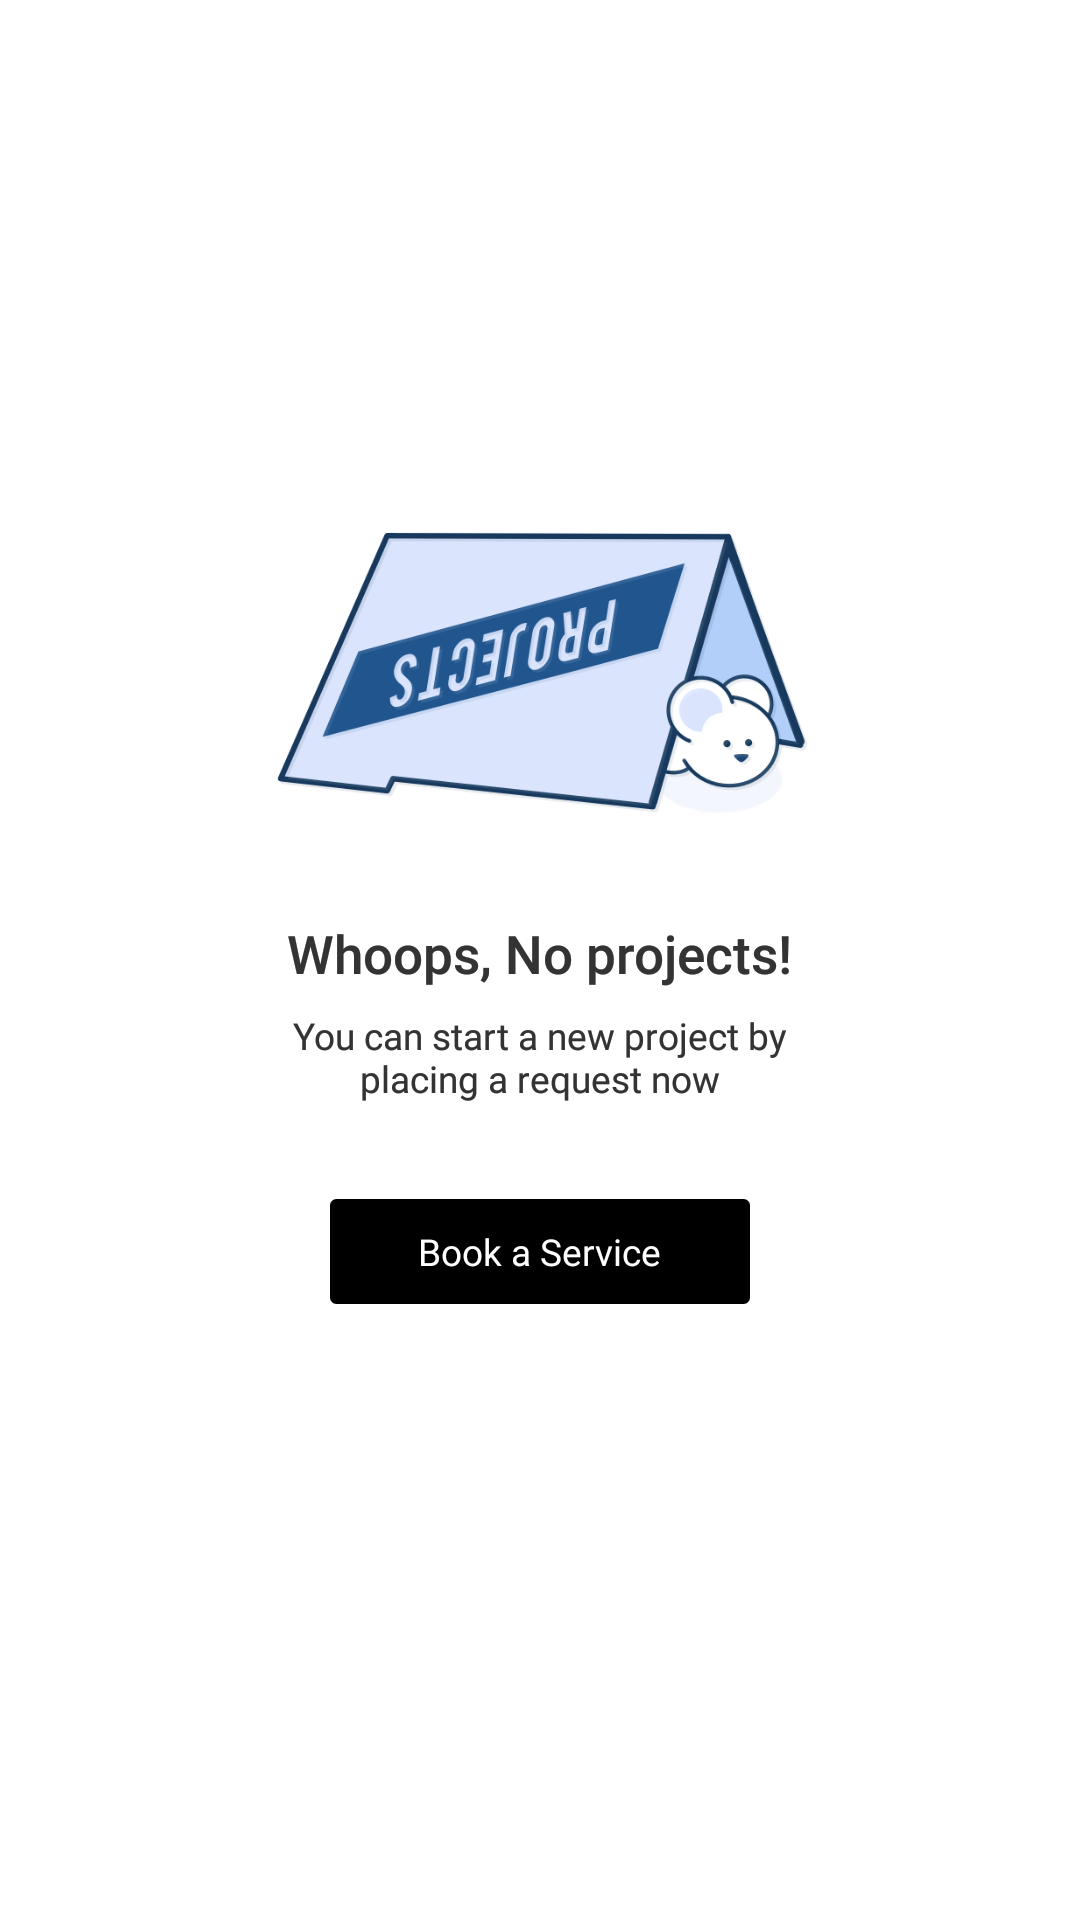 PROJECTS
Whoops, No projects!
You can start a new project by
placing a request now
Book a Service